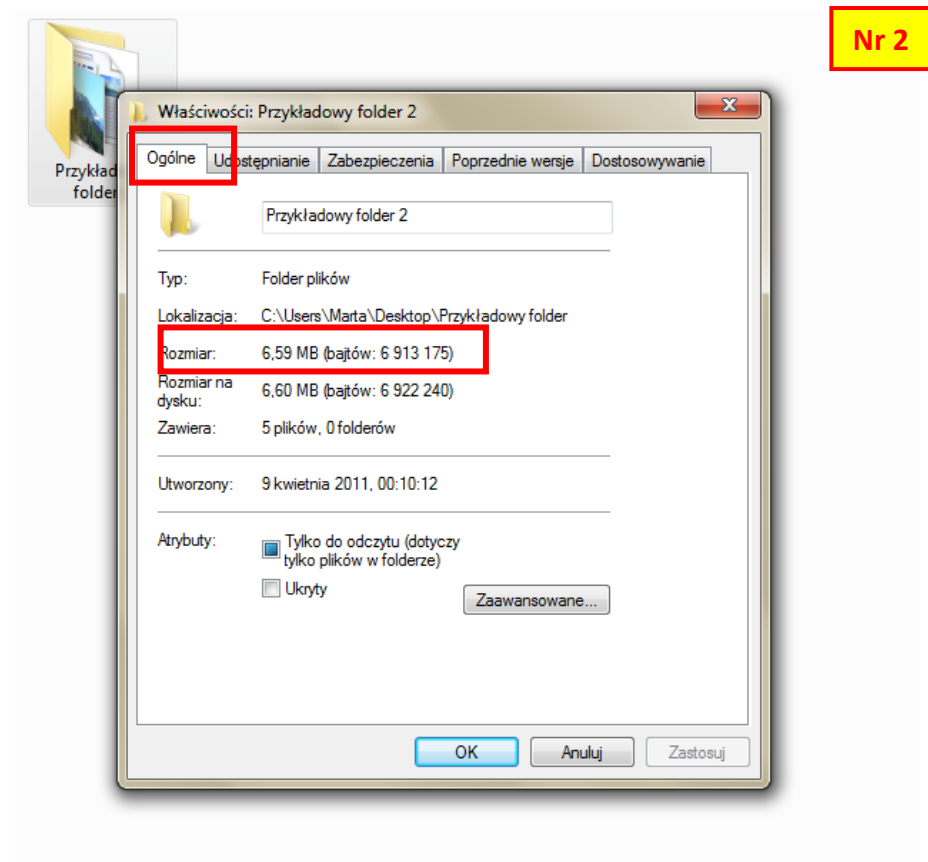 Nr 2
Przykład
folder
Właściwości: Przykładowy folder 2
Ogólne Udostępnianie Zabezpieczenia Poprzednie wersje Dostosowywanie
Przykładowy folder 2
Typ: Folder plików
Lokalizacja: C:\Users\Marta\Desktop\Przykładowy folder
Rozmiar: 6,59 MB (bajtów: 6 913 175)
Rozmiar na
dysku: 6,60 MB (bajtów: 6 922 240)
Zawiera: 5 plików, 0 folderów
Utworzony: 9 kwietnia 2011, 00:10:12
Atrybuty: Tylko do odczytu (dotyczy
tylko plików w folderze)
Ukryty
Zaawansowane...
OK Anuluj Zastosuj